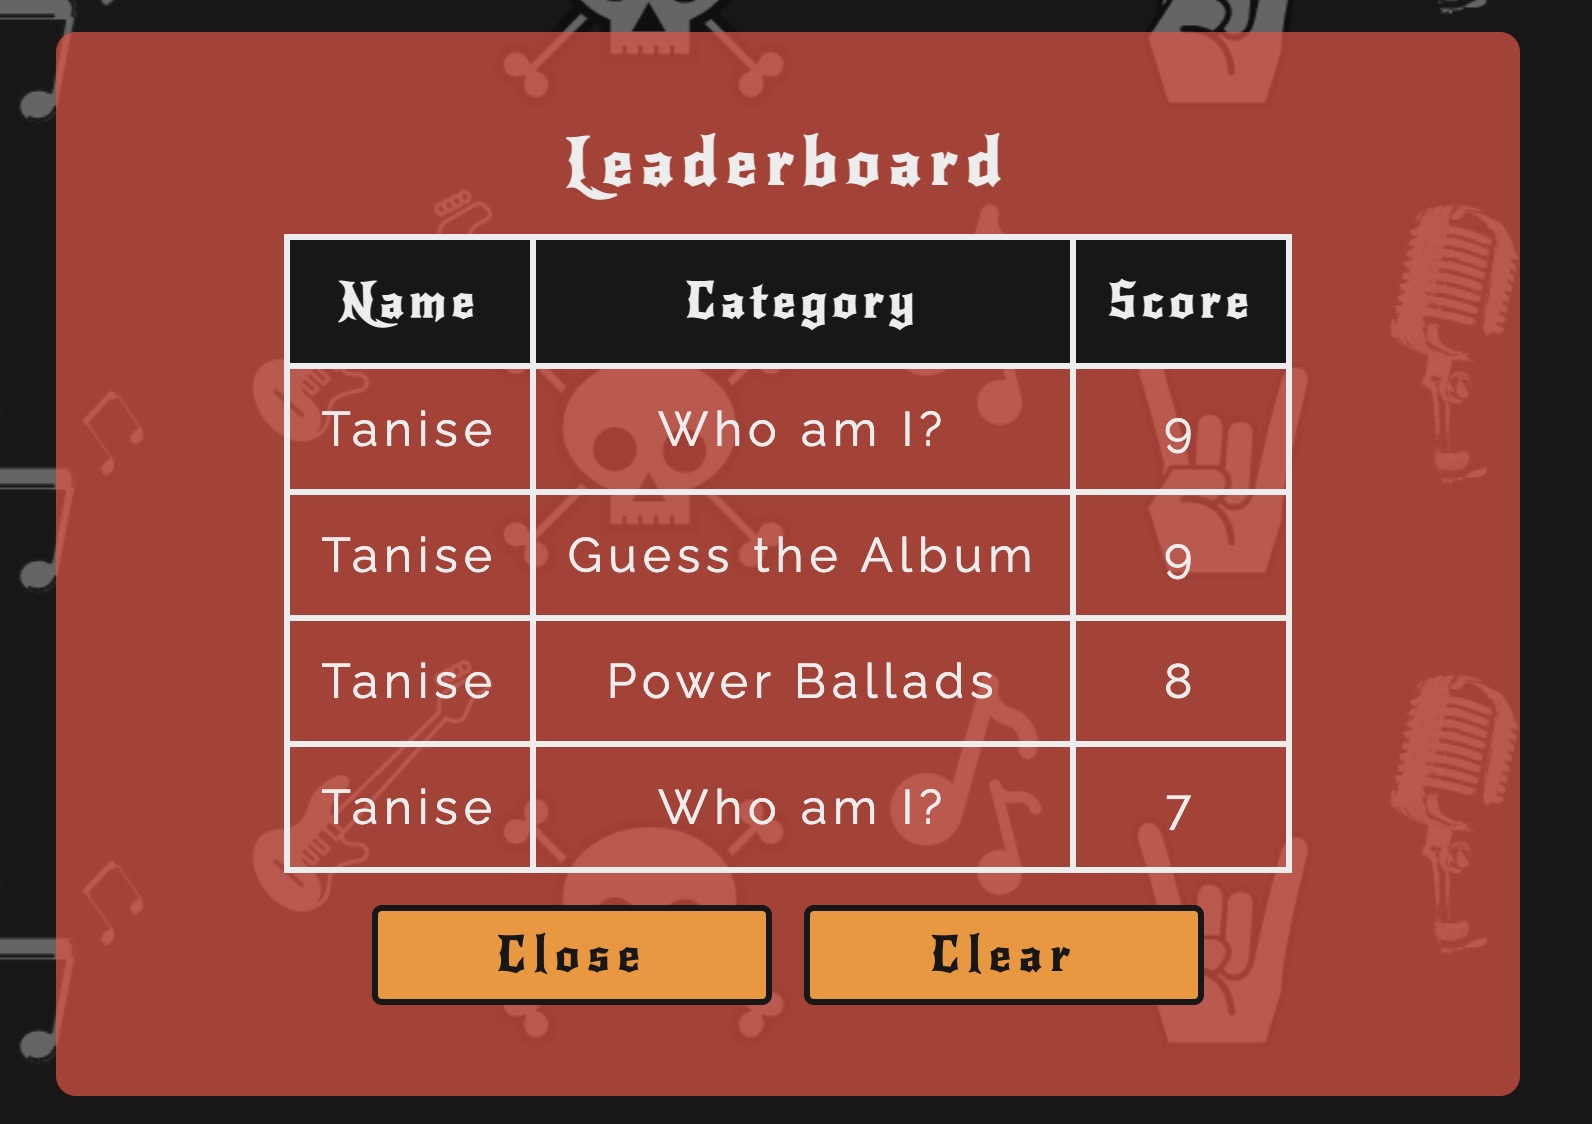 Leaderboard
Name Category Score
Tanise Who am I? 9
Tanise Guess the Album 9
Tanise Power Ballads 8
Tanise Who am I? 7
Close Clear